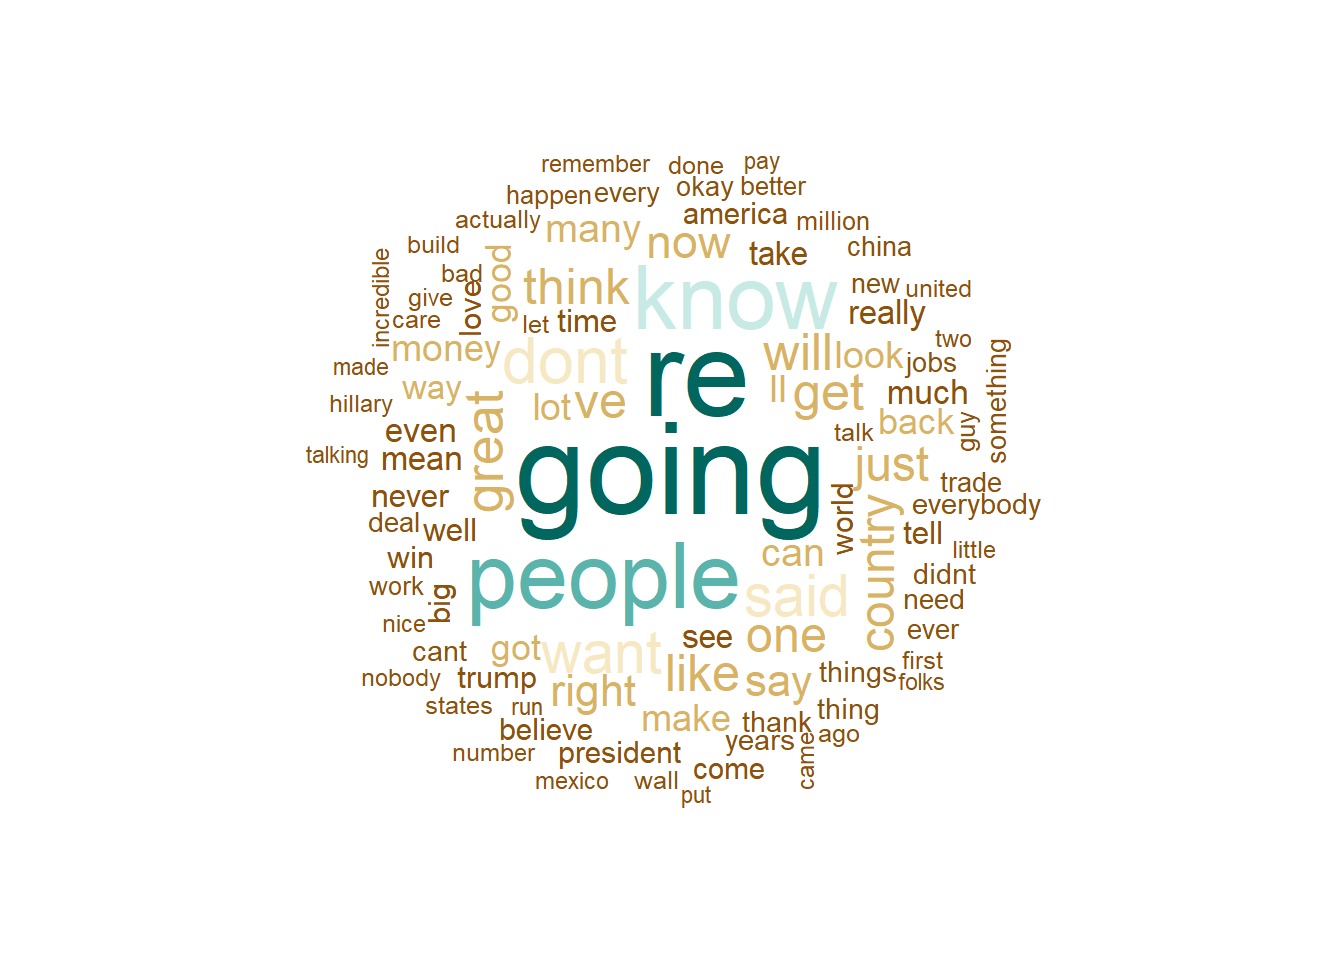 remember
done
pay
happen
every
okay
better
actually
many
america
million
build
now
take
china
incredible
bad
good
think
know
new
united
give
love
care
let
time
really
made
money
dont
re
will
look
jobs
two
something
way
lot
ve
ll
get
much
hillary
great
back
guy
talking
even
mean
talk
just
going
never
trade
everybody
deal
well
world
country
tell
little
win
can
didnt
work
big
people
said
need
nice
cant
got
want
see
one
ever
nobody
trump
right
like
say
things
first
folks
states
run
make
thank
thing
believe
years
ago
number
president
come
came
mexico
wall
put